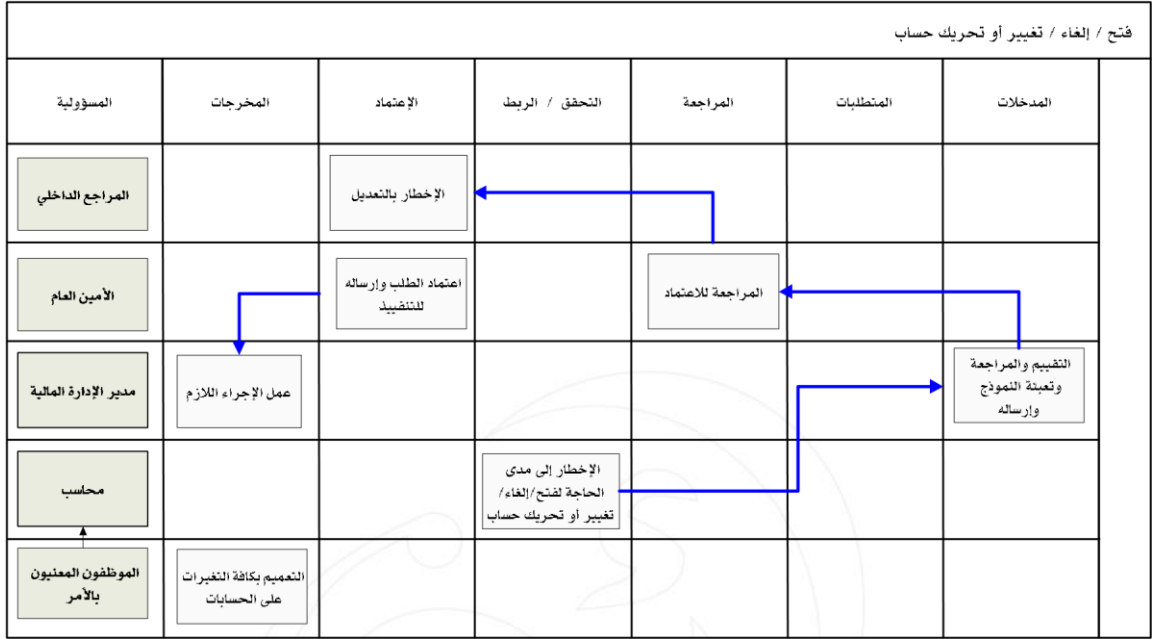 فتح / إلغاء / تغيير أو تحريك حساب
المدخلات
المتطلبات
المراجعة
التحقق / الربط
الإعتماد
المخرجات
المسؤولية
الإخطار بالتعديل
المراجع الداخلي
المراجعة للاعتماد
اعتماد الطلب وإرساله
للتنفييذ
الأمين العام
التقييم والمراجعة
وتعبئة النموذج
وإرساله
عمل الإجراء اللازم
مدير الإدارة المالية
الإخطار إلى مدى
الحاجة لفتح/إلغاء/
تغيير أو تحريك حساب
محاسب
التعميم بكافة التغيرات
على الحسابات
الموظفون المعنيون
بالأمر